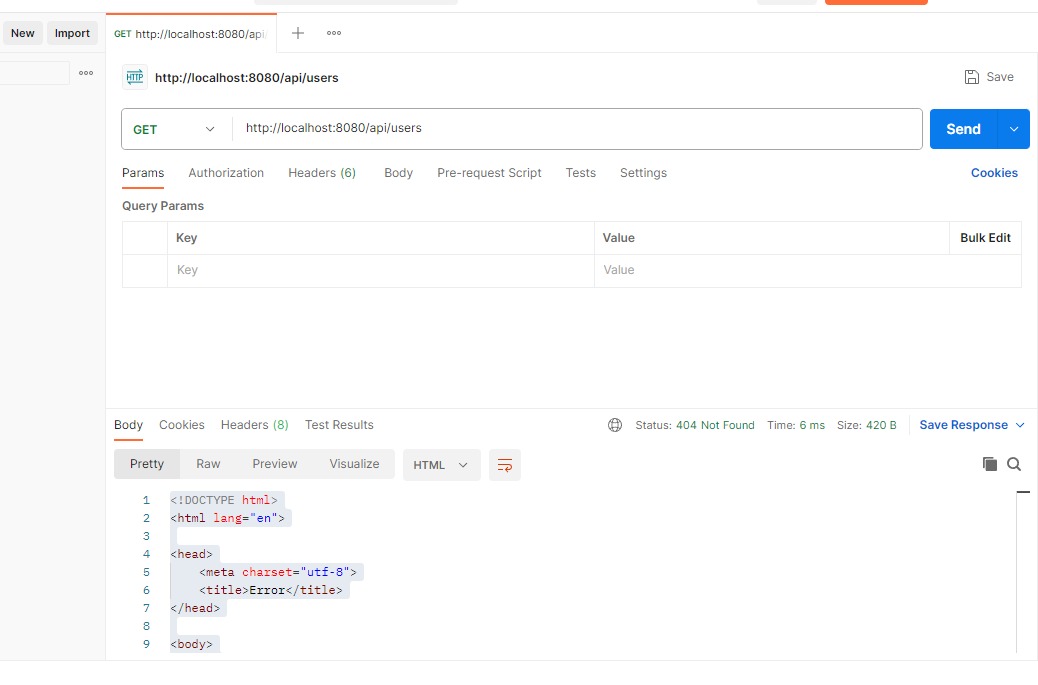 New Import GET http://localhost:8080/api/
HTTP http://localhost:8080/api/users Save
GET http://localhost:8080/api/users Send
Params Authorization Headers (6) Body Pre-request Script Tests Settings Cookies
Query Params
Key Value Bulk Edit
Key Value
Body Cookies Headers (8) Test Results Status: 404 Not Found Time: 6 ms Size: 420 B Save Response
Pretty Raw Preview Visualize HTML
1 <!DOCTYPE html>
2 <html lang="en">
3
4 <head>
5 <meta charset="utf-8">
6 <title>Error</title>
7 </head>
8
9 <body>